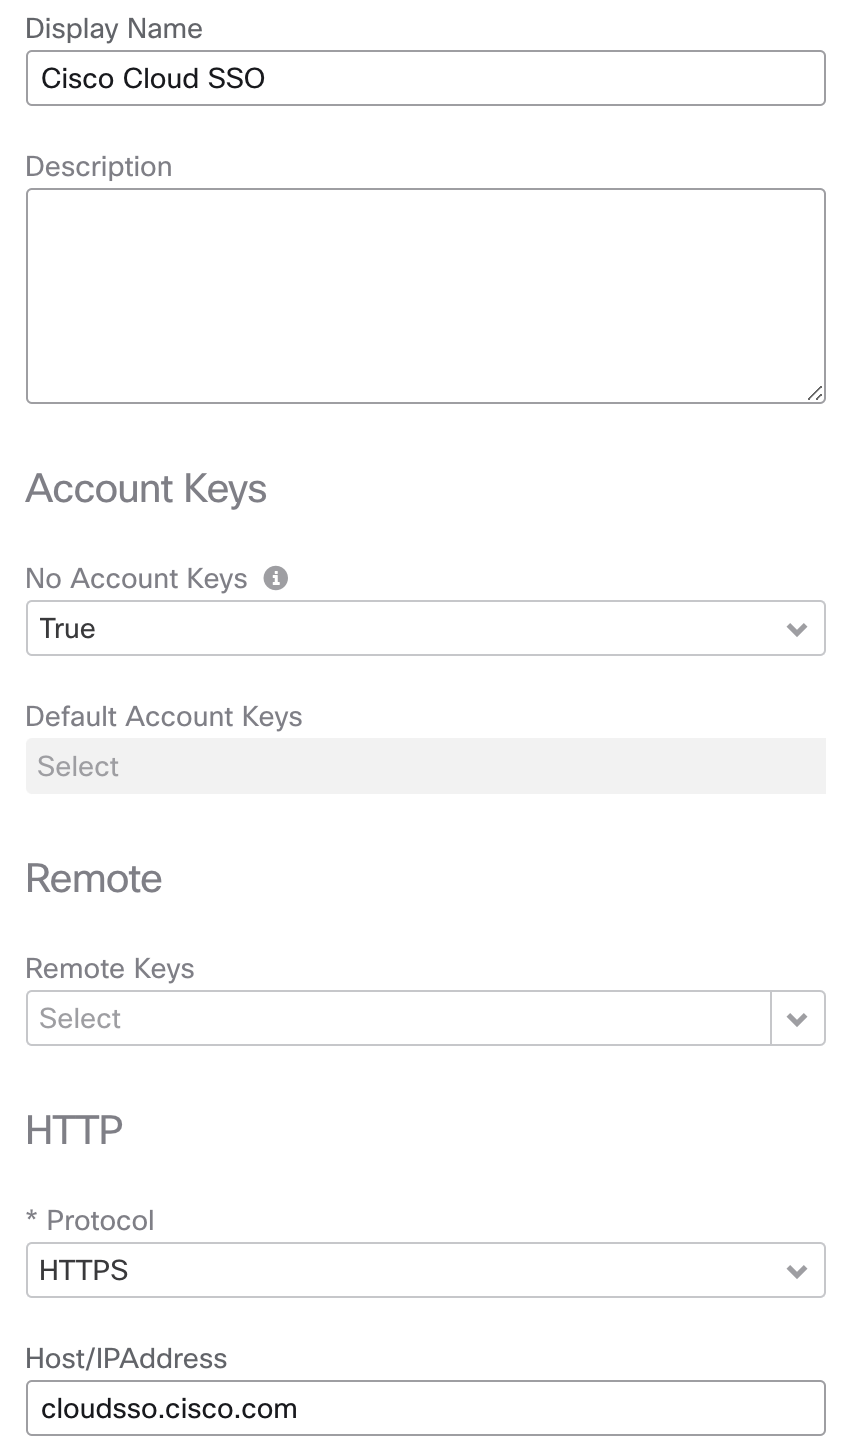 Display Name
Cisco Cloud SSO
Description
Account Keys
No Account Keys
True
Default Account Keys
Select
Remote
Remote Keys
Select
HTTP
* Protocol
HTTPS
Host/IPAddress
cloudsso.cisco.com